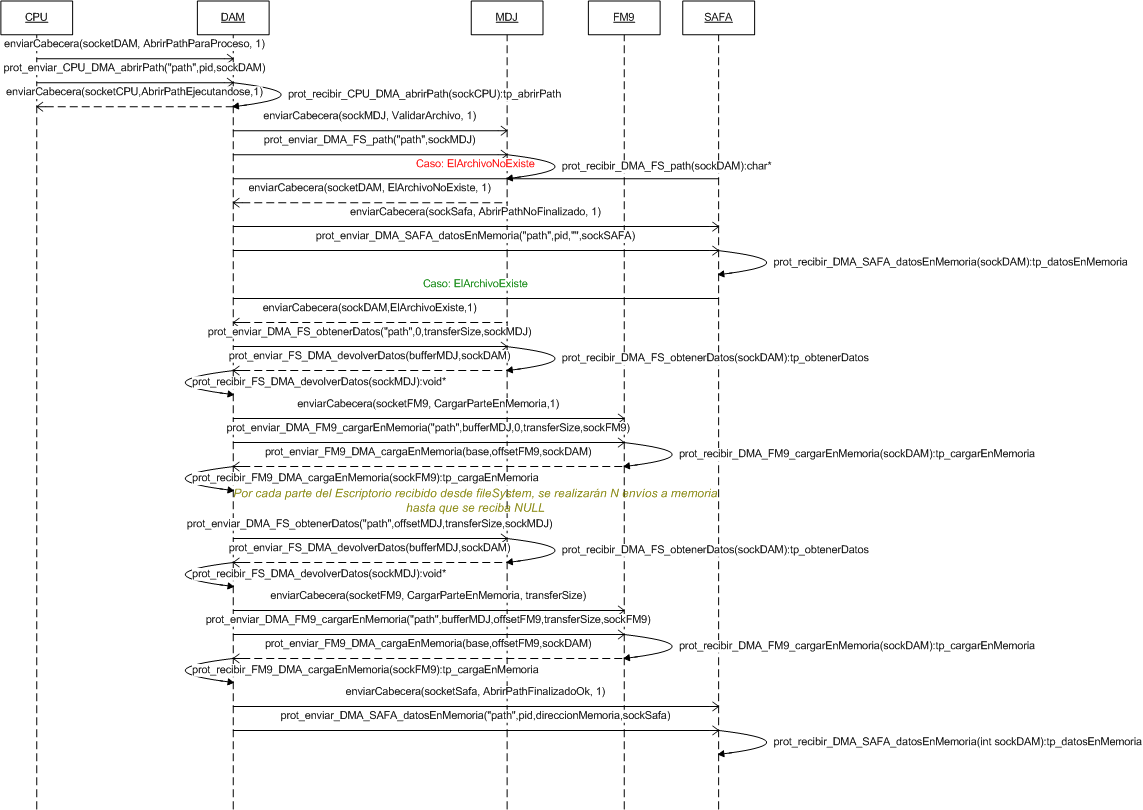 CPU DAM MDJ FM9 SAFA
enviarCabecera(socketDAM, AbrirPathParaProceso, 1)
prot_enviar_CPU_DMA_abrirPath("path",pid,sockDAM)
enviarCabecera(socketCPU,AbrirPathEjecutandose,1)
prot_recibir_CPU_DMA_abrirPath(sockCPU):tp_abrirPath
enviarCabecera(sockMDJ, ValidarArchivo, 1)
prot_enviar_DMA_FS_path("path",sockMDJ)
Caso: ElArchivoNoExiste
prot_recibir_DMA_FS_path(sockDAM):char*
enviarCabecera(socketDAM, ElArchivoNoExiste, 1)
enviarCabecera(sockSafa, AbrirPathNoFinalizado, 1)
prot_enviar_DMA_SAFA_datosEnMemoria("path",pid,"",sockSAFA)
prot_recibir_DMA_SAFA_datosEnMemoria(sockDAM):tp_datosEnMemoria
Caso: ElArchivoExiste
enviarCabecera(sockDAM,ElArchivoExiste,1)
prot_enviar_DMA_FS_obtenerDatos("path",0,transferSize,sockMDJ)
prot_enviar_FS_DMA_devolverDatos(bufferMDJ,sockDAM)
prot_recibir_DMA_FS_obtenerDatos(sockDAM):tp_obtenerDatos
prot_recibir_FS_DMA_devolverDatos(sockMDJ):void*
enviarCabecera(socketFM9, CargarParteEnMemoria,1)
prot_enviar_DMA_FM9_cargarEnMemoria("path",bufferMDJ,0,transferSize,sockFM9)
prot_enviar_FM9_DMA_cargaEnMemoria(base,offsetFM9,sockDAM)
prot_recibir_DMA_FM9_cargarEnMemoria(sockDAM):tp_cargarEnMemoria
prot_recibir_FM9_DMA_cargaEnMemoria(sockFM9):tp_cargaEnMemoria
Por cada parte del Escriptorio recibido desde fileSystem, se realizarán N envíos a memoria
hasta que se reciba NULL
prot_enviar_DMA_FS_obtenerDatos("path",offsetMDJ,transferSize,sockMDJ)
prot_enviar_FS_DMA_devolverDatos(bufferMDJ,sockDAM)
prot_recibir_DMA_FS_obtenerDatos(sockDAM):tp_obtenerDatos
prot_recibir_FS_DMA_devolverDatos(sockMDJ):void*
enviarCabecera(socketFM9, CargarParteEnMemoria, transferSize)
prot_enviar_DMA_FM9_cargarEnMemoria("path",bufferMDJ,offsetFM9,transferSize,sockFM9)
prot_enviar_FM9_DMA_cargaEnMemoria(base,offsetFM9,sockDAM)
prot_recibir_DMA_FM9_cargarEnMemoria(sockDAM):tp_cargarEnMemoria
prot_recibir_FM9_DMA_cargaEnMemoria(sockFM9):tp_cargaEnMemoria
enviarCabecera(socketSafa, AbrirPathFinalizadoOk, 1)
prot_enviar_DMA_SAFA_datosEnMemoria("path",pid,direccionMemoria,sockSafa)
prot_recibir_DMA_SAFA_datosEnMemoria(int sockDAM):tp_datosEnMemoria